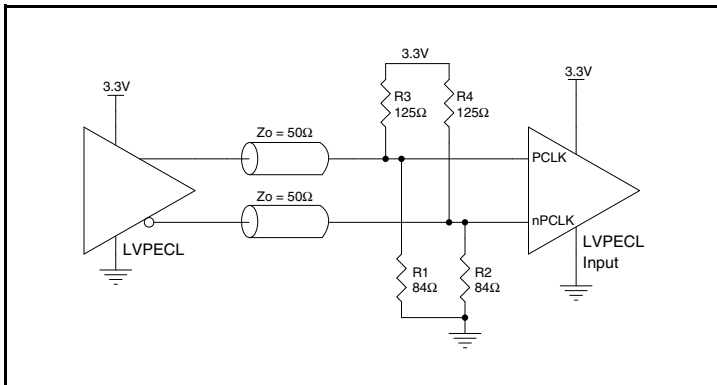 3.3V
3.3V
3.3V
R3
125Ω
R4
125Ω
Zo = 50Ω
PCLK
Zo = 50Ω
nPCLK
LVPECL
LVPECL
Input
R1
84Ω
R2
84Ω